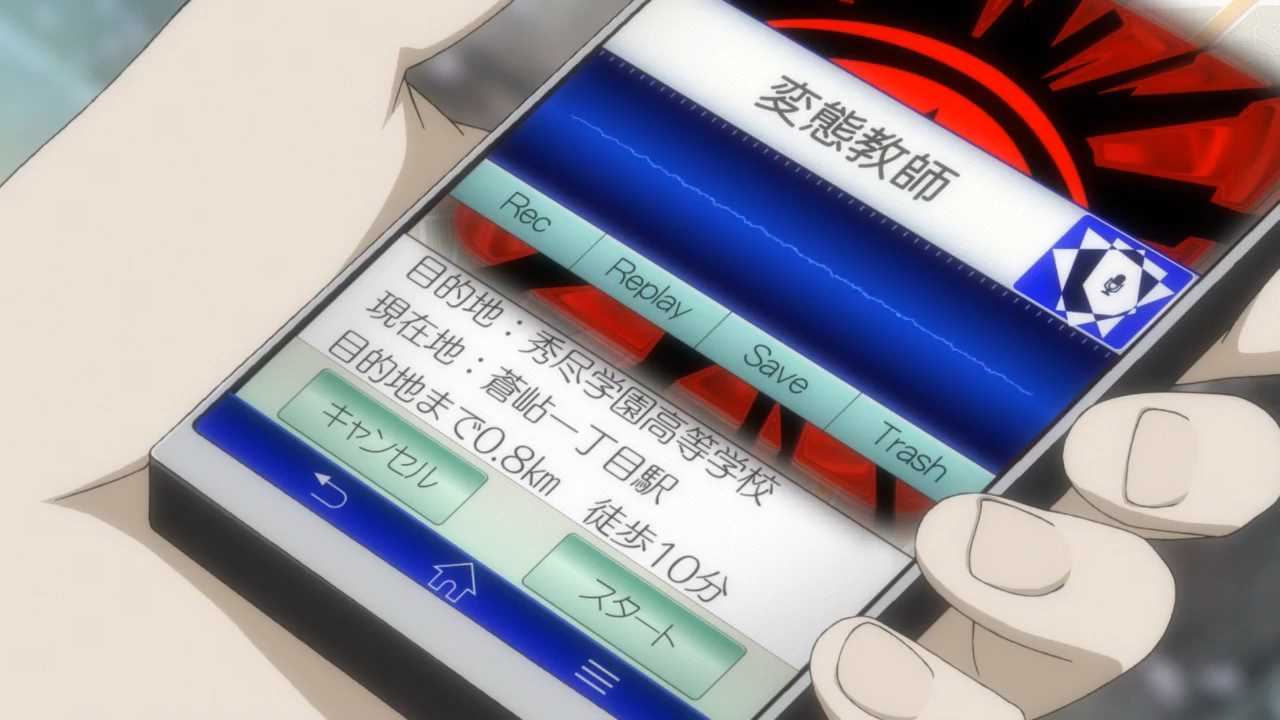 変態教師
Rec
Replay
Save
Trash
目的地：秀尽学園高等学校
現在地：蒼岾一丁目駅
目的地まで0.8km 徒歩10分
キャンセル
スタート